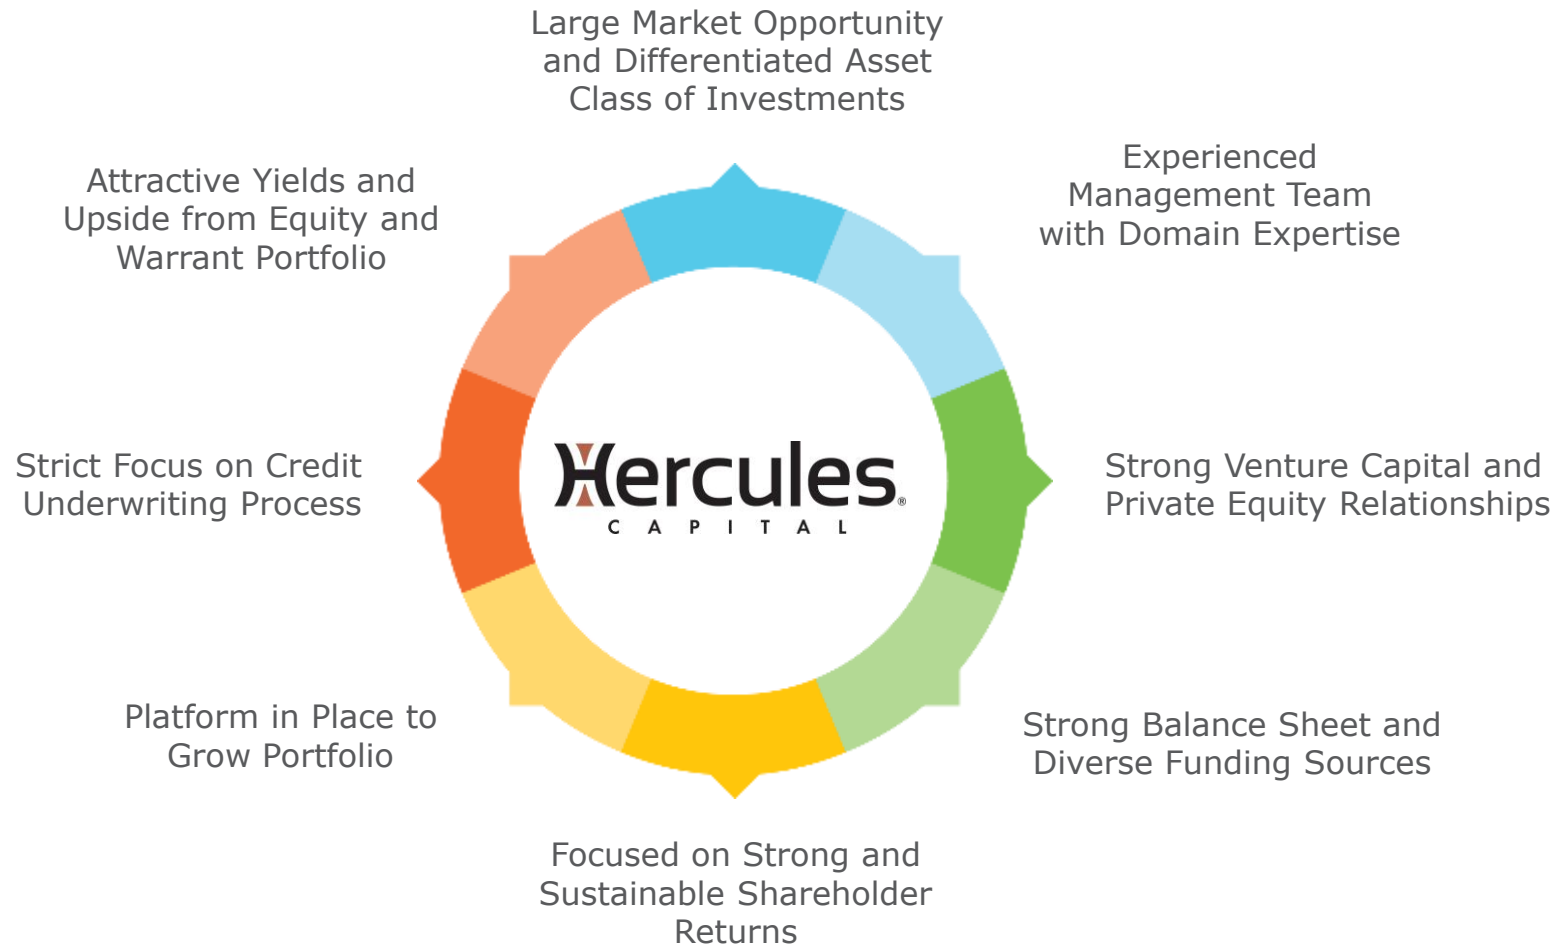 Large Market Opportunity
and Differentiated Asset
Class of Investments
Experienced
Management Team
with Domain Expertise
Attractive Yields and
Upside from Equity and
Warrant Portfolio
Strict Focus on Credit
Underwriting Process
Hercules®
CAPITAL
Strong Venture Capital and
Private Equity Relationships
Platform in Place to
Grow Portfolio
Strong Balance Sheet and
Diverse Funding Sources
Focused on Strong and
Sustainable Shareholder
Returns